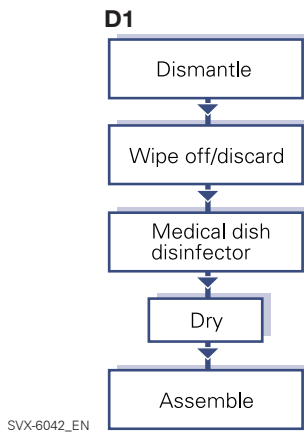 D1
Dismantle
Wipe off/discard
Medical dish
disinfector
Dry
Assemble
SVX-6042_EN